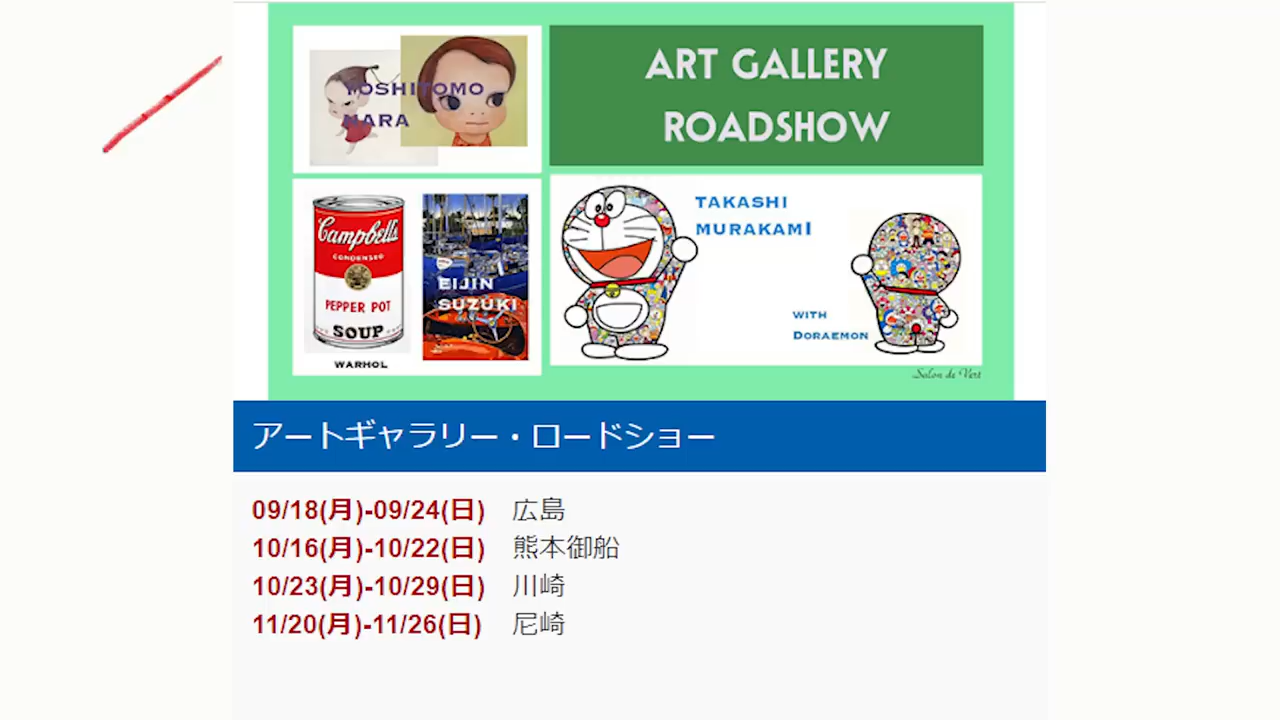 YOSHITOMO
NARA
ART GALLERY
ROADSHOW
Campbell's
CONDENSED
PEPPER POT
SOUP
WARHOL
EIJIN
SUZUKI
TAKASHI
MURAKAMI
WITH
DORAEMON
Salon de Vert
アートギャラリー・ロードショー
09/18(月)-09/24(日) 広島
10/16(月)-10/22(日) 熊本御船
10/23(月)-10/29(日) 川崎
11/20(月)-11/26(日) 尼崎